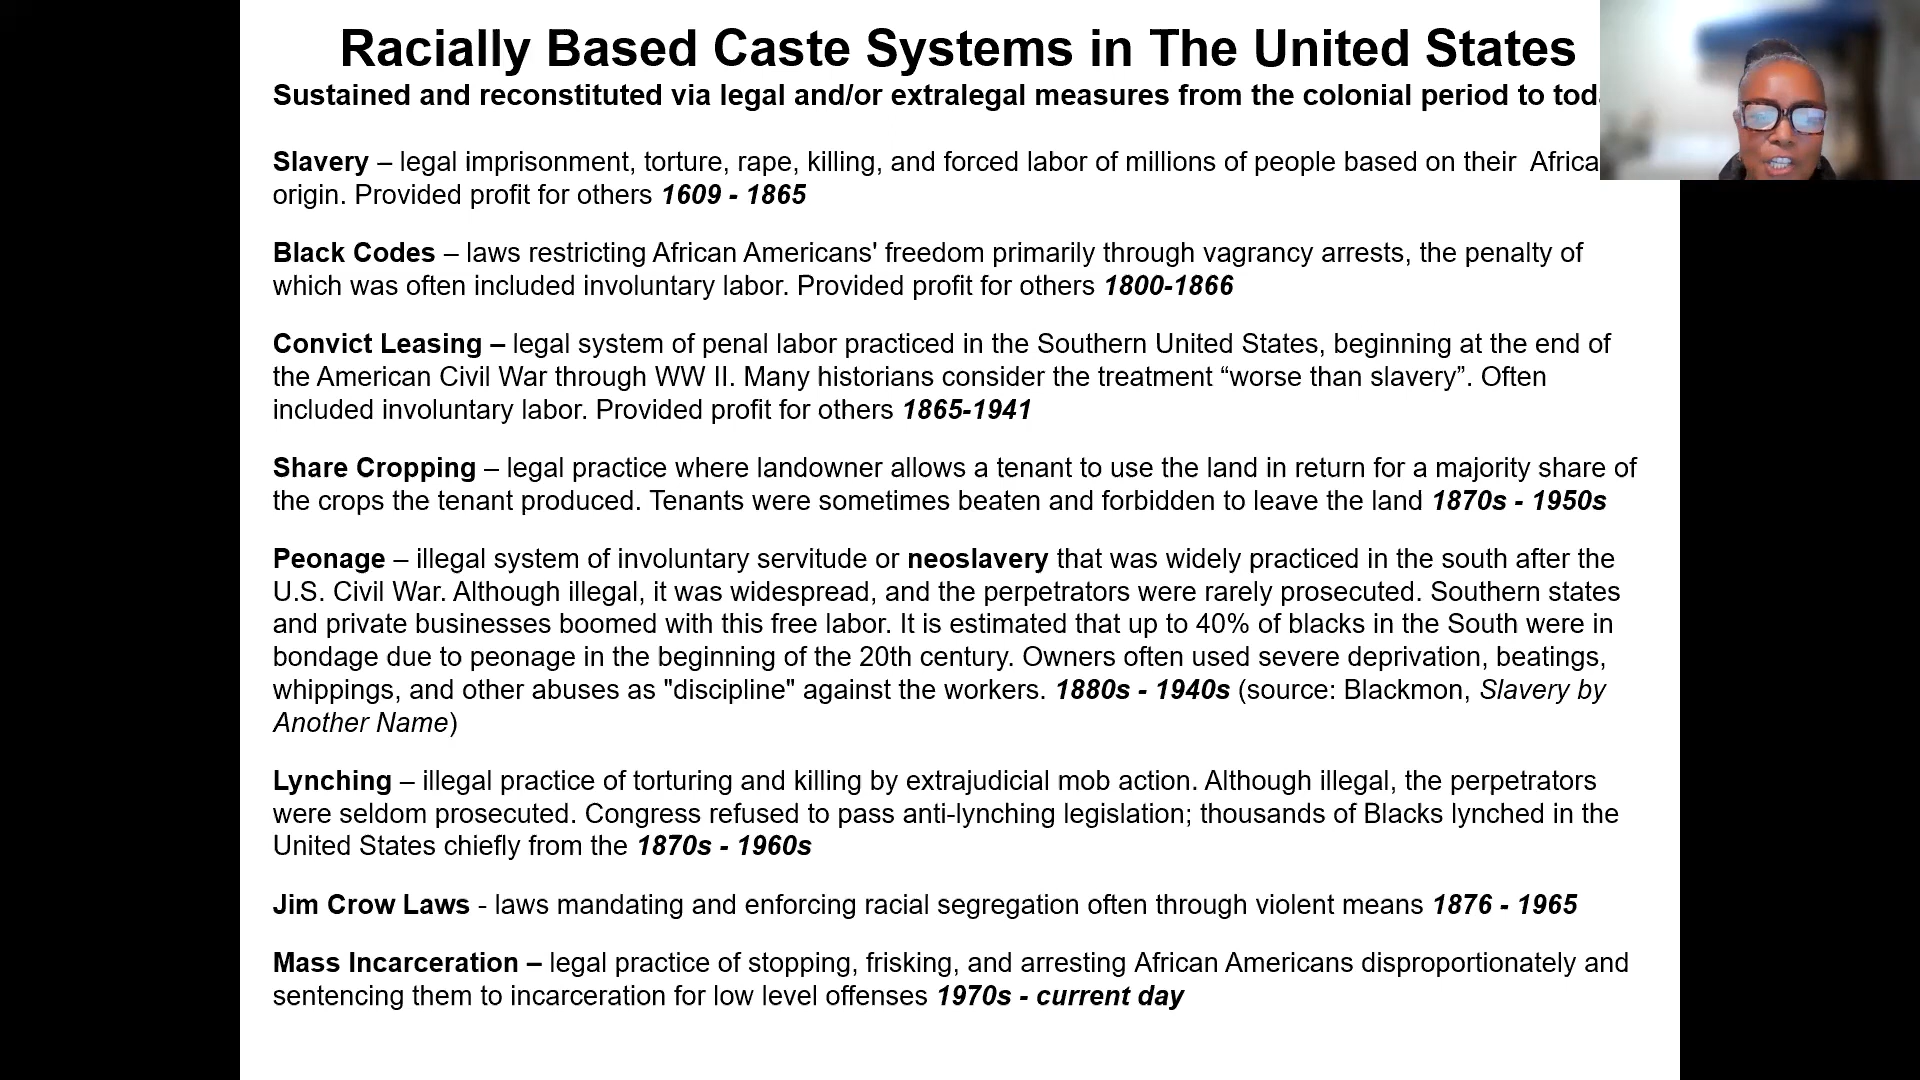 Racially Based Caste Systems in The United States
Sustained and reconstituted via legal and/or extralegal measures from the colonial period to
Slavery – legal imprisonment, torture, rape, killing, and forced labor of millions of people based on their Africa
origin. Provided profit for others 1609 - 1865
Black Codes – laws restricting African Americans' freedom primarily through vagrancy arrests, the penalty of
which was often included involuntary labor. Provided profit for others 1800-1866
Convict Leasing – legal system of penal labor practiced in the Southern United States, beginning at the end of
the American Civil War through WW II. Many historians consider the treatment “worse than slavery”. Often
included involuntary labor. Provided profit for others 1865-1941
Share Cropping – legal practice where landowner allows a tenant to use the land in return for a majority share of
the crops the tenant produced. Tenants were sometimes beaten and forbidden to leave the land 1870s - 1950s
Peonage – illegal system of involuntary servitude or neoslavery that was widely practiced in the south after the
U.S. Civil War. Although illegal, it was widespread, and the perpetrators were rarely prosecuted. Southern states
and private businesses boomed with this free labor. It is estimated that up to 40% of blacks in the South were in
bondage due to peonage in the beginning of the 20th century. Owners often used severe deprivation, beatings,
whippings, and other abuses as "discipline" against the workers. 1880s - 1940s (source: Blackmon, Slavery by
Another Name)
Lynching – illegal practice of torturing and killing by extrajudicial mob action. Although illegal, the perpetrators
were seldom prosecuted. Congress refused to pass anti-lynching legislation; thousands of Blacks lynched in the
United States chiefly from the 1870s - 1960s
Jim Crow Laws - laws mandating and enforcing racial segregation often through violent means 1876 - 1965
Mass Incarceration – legal practice of stopping, frisking, and arresting African Americans disproportionately and
sentencing them to incarceration for low level offenses 1970s - current day